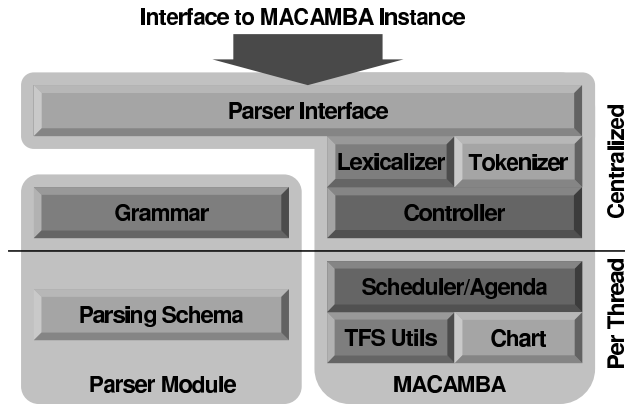 Interface to MACAMBA Instance
Parser Interface
Lexicalizer
Tokenizer
Grammar
Controller
Centralized
Parsing Schema
Scheduler/Agenda
TFS Utils
Chart
Per Thread
Parser Module
MACAMBA